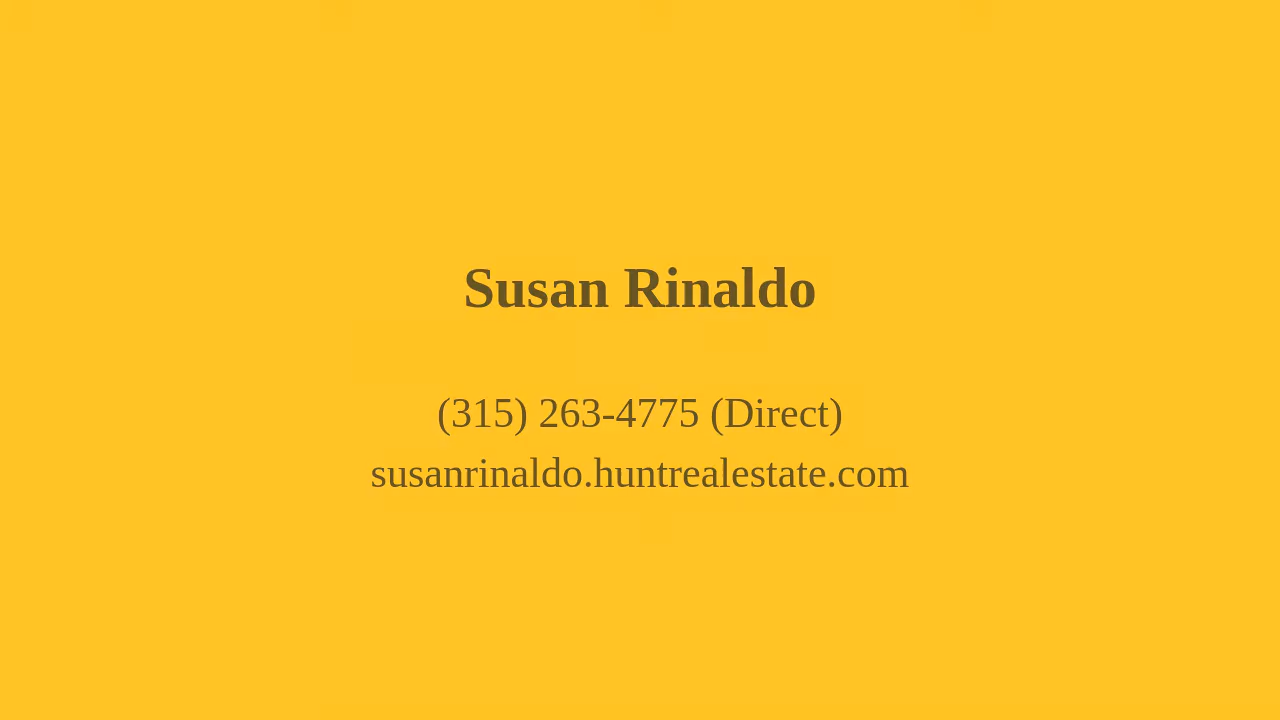 Susan Rinaldo
(315) 263-4775 (Direct)
susanrinaldo.huntrealestate.com